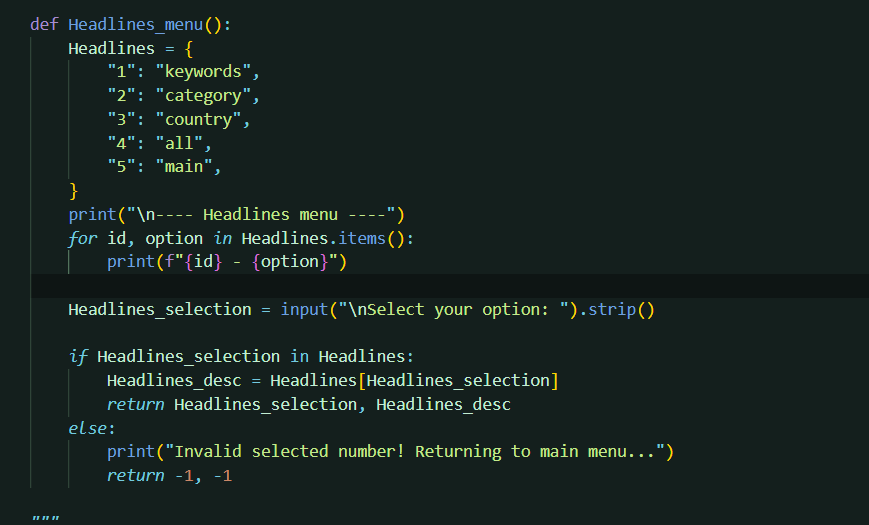 def Headlines_menu():
    Headlines = {
        "1": "keywords",
        "2": "category",
        "3": "country",
        "4": "all",
        "5": "main",
    }
    print("\n---- Headlines menu ----")
    for id, option in Headlines.items():
        print(f"{id} - {option}")

    Headlines_selection = input("\nSelect your option: ").strip()

    if Headlines_selection in Headlines:
        Headlines_desc = Headlines[Headlines_selection]
        return Headlines_selection, Headlines_desc
    else:
        print("Invalid selected number! Returning to main menu...")
        return -1, -1

"""